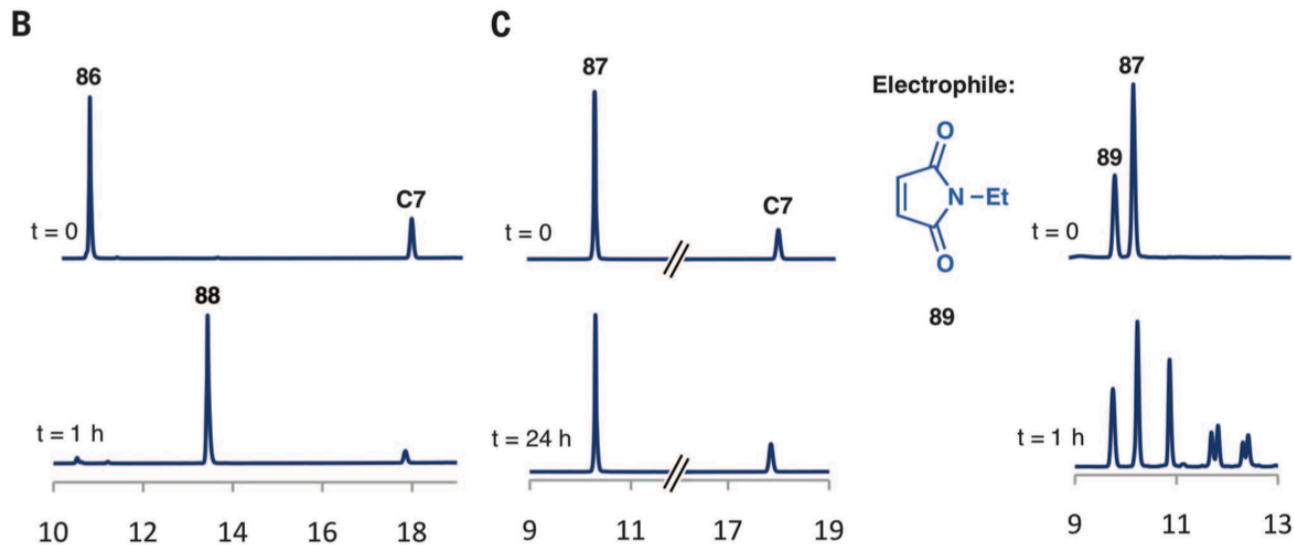 B
86
C7
t = 0
88
t = 1 h
10 12 14 16 18
C
87
C7
t = 0
t = 24 h
9 11 17 19
Electrophile:
O
N–Et
O
89
87
89
t = 0
t = 1 h
9 11 13